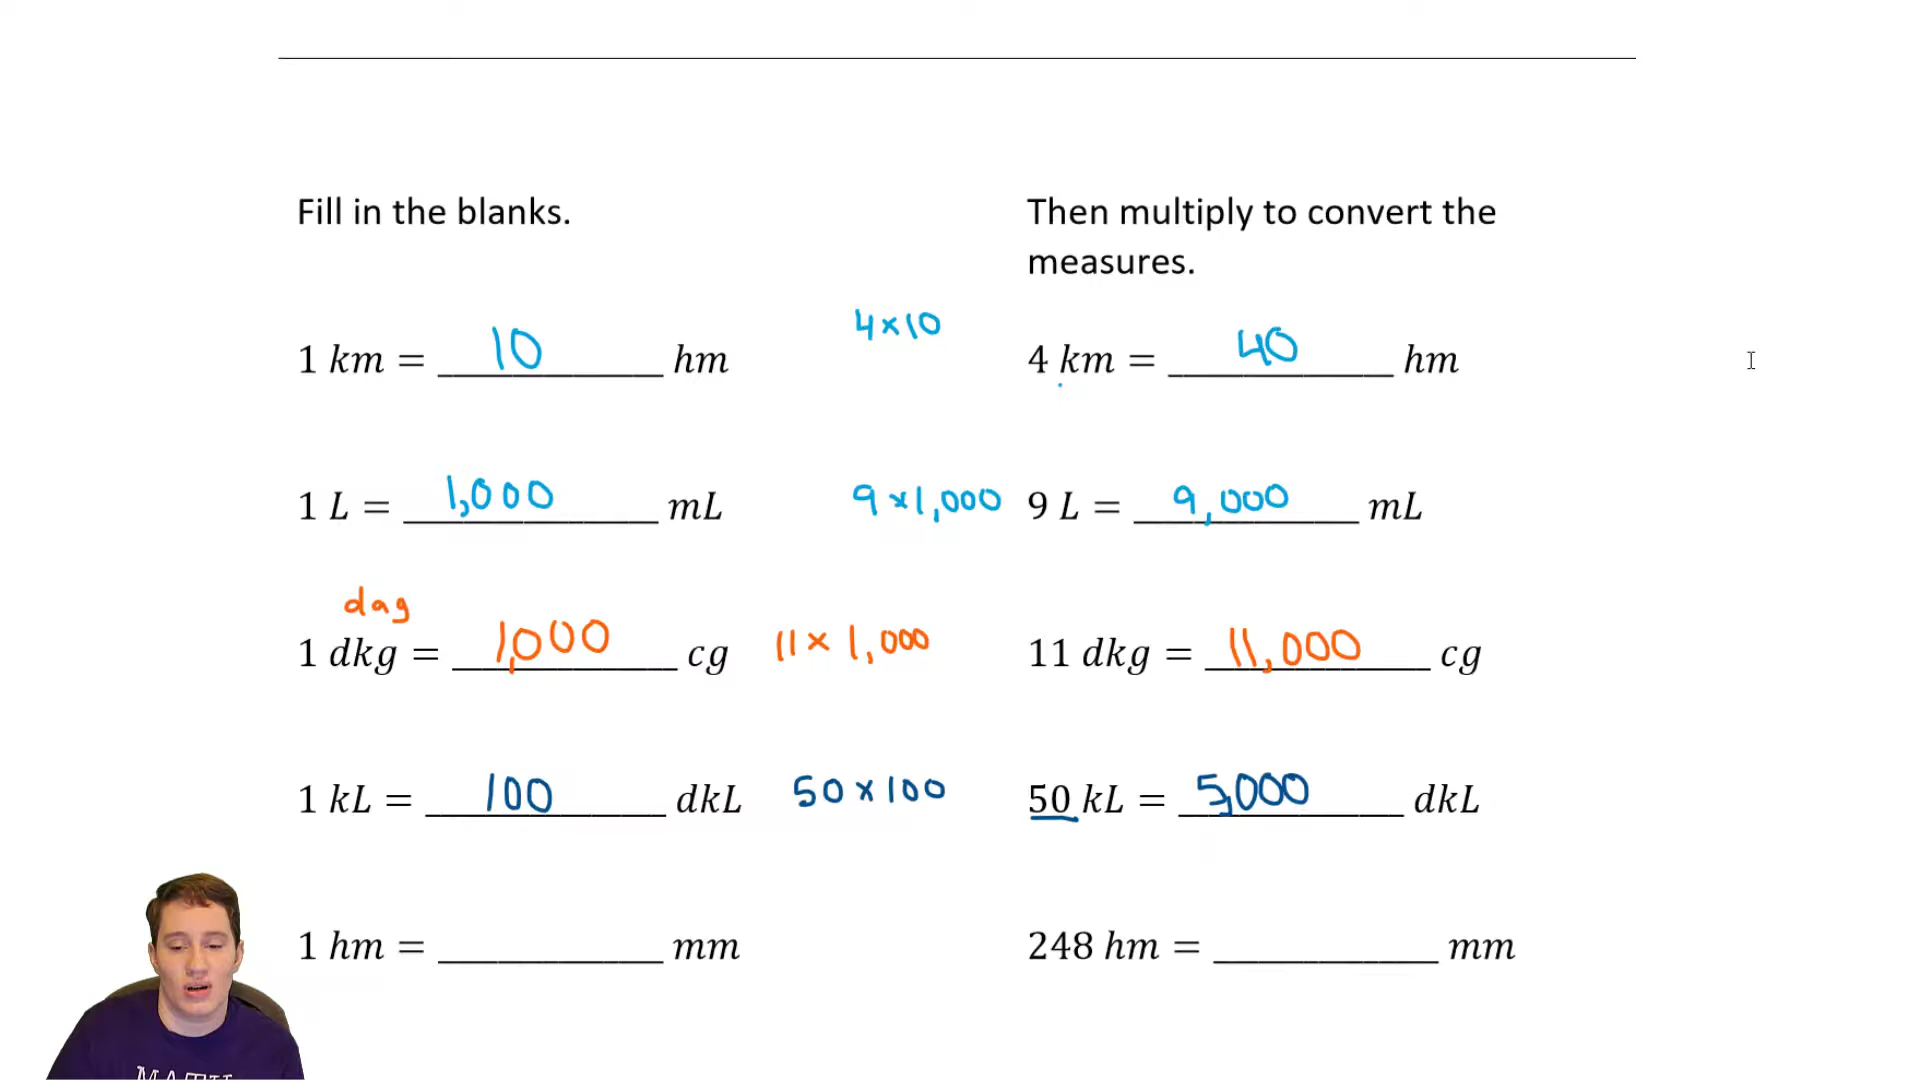 Fill in the blanks.
Then multiply to convert the
measures.
1 km = 10 hm
4 × 10
4 km = 40 hm
1 L = 1,000 mL
9 × 1,000
9 L = 9,000 mL
dag
1 dkg = 1,000 cg
11 × 1,000
11 dkg = 11,000 cg
1 kL = 100 dkL
50 × 100
50 kL = 5,000 dkL
1 hm = ____________ mm
248 hm = ____________ mm